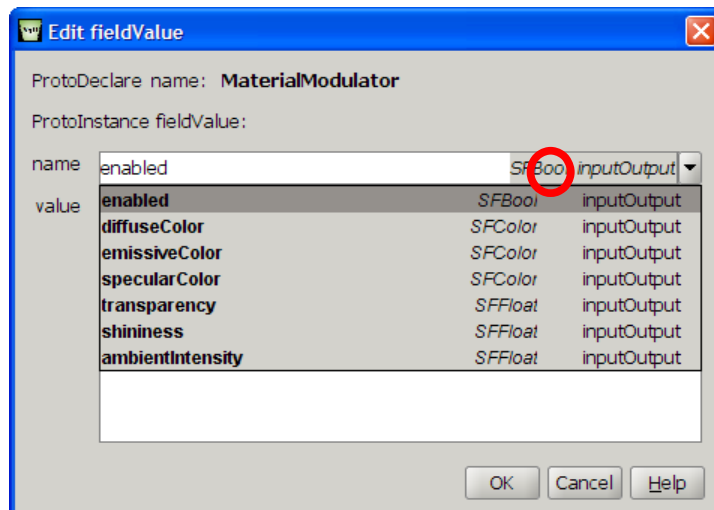 Edit fieldValue
ProtoDeclare name: MaterialModulator
ProtoInstance fieldValue:
name enabled SFBool inputOutput
value enabled SFBool inputOutput
diffuseColor SFColor inputOutput
emissiveColor SFColor inputOutput
specularColor SFColor inputOutput
transparency SFFloat inputOutput
shininess SFFloat inputOutput
ambientIntensity SFFloat inputOutput
OK Cancel Help